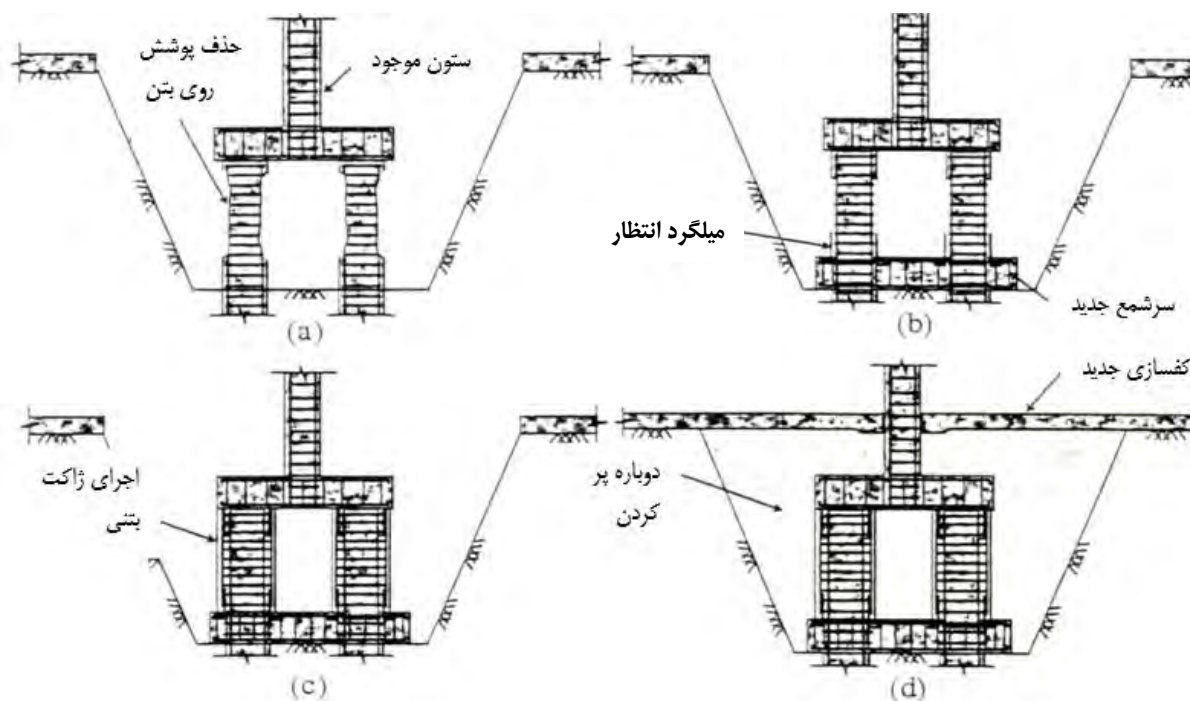 حذف پوشش
روی بتن
ستون موجود
(a)
میلگرد انتظار
سرشمع جدید
(b)
اجرای ژاکت
بتنی
(c)
کفسازی جدید
دوباره پر
کردن
(d)